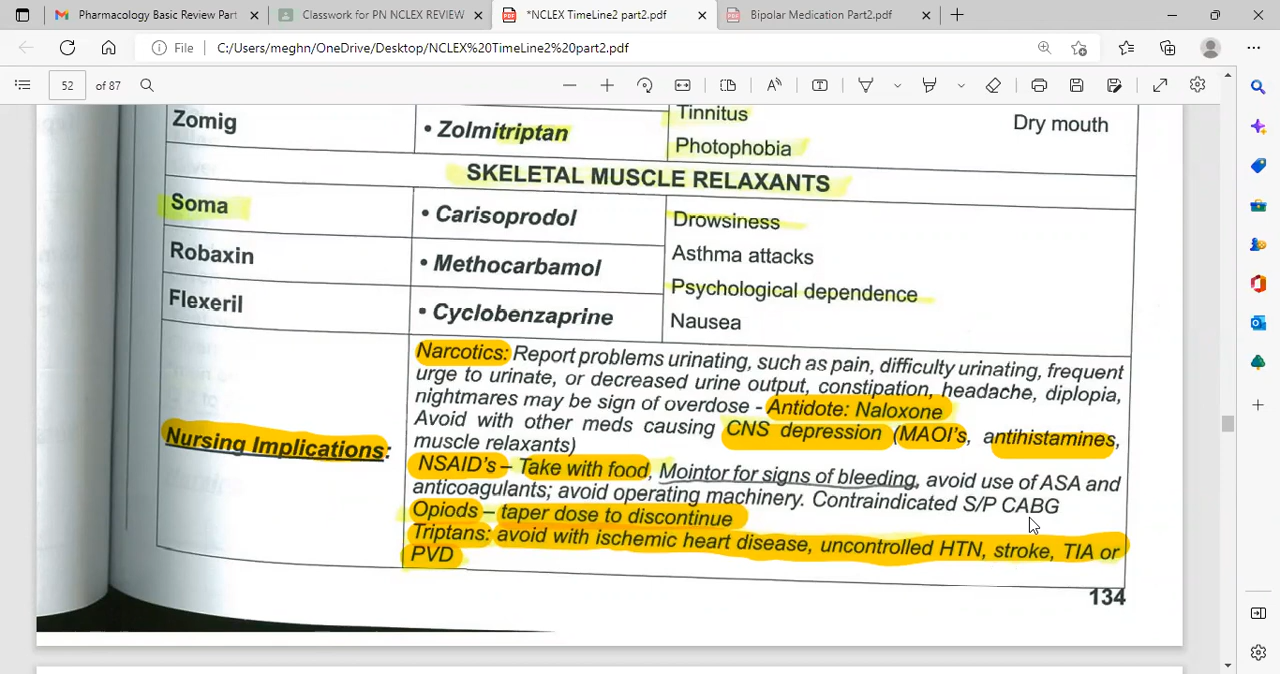 Pharmacology Basic Review Part
Classwork for PN NCLEX REVIEW
*NCLEX TimeLine2 part2.pdf
Bipolar Medication Part2.pdf
File
C:/Users/meghn/OneDrive/Desktop/NCLEX%20TimeLine2%20part2.pdf
52 of 87
Zomig
• Zolmitriptan
Tinnitus
Dry mouth
Photophobia
SKELETAL MUSCLE RELAXANTS
Soma
• Carisoprodol
Drowsiness
Robaxin
• Methocarbamol
Asthma attacks
Flexeril
• Cyclobenzaprine
Psychological dependence
Nausea
Nursing Implications:
Narcotics: Report problems urinating, such as pain, difficulty urinating, frequent
urge to urinate, or decreased urine output, constipation, headache, diplopia,
nightmares may be sign of overdose - Antidote: Naloxone
Avoid with other meds causing CNS depression (MAOI's, antihistamines,
muscle relaxants)
NSAID's – Take with food, Mointor for signs of bleeding, avoid use of ASA and
anticoagulants; avoid operating machinery. Contraindicated S/P CABG
Opiods – taper dose to discontinue
Triptans: avoid with ischemic heart disease, uncontrolled HTN, stroke, TIA or
PVD
134